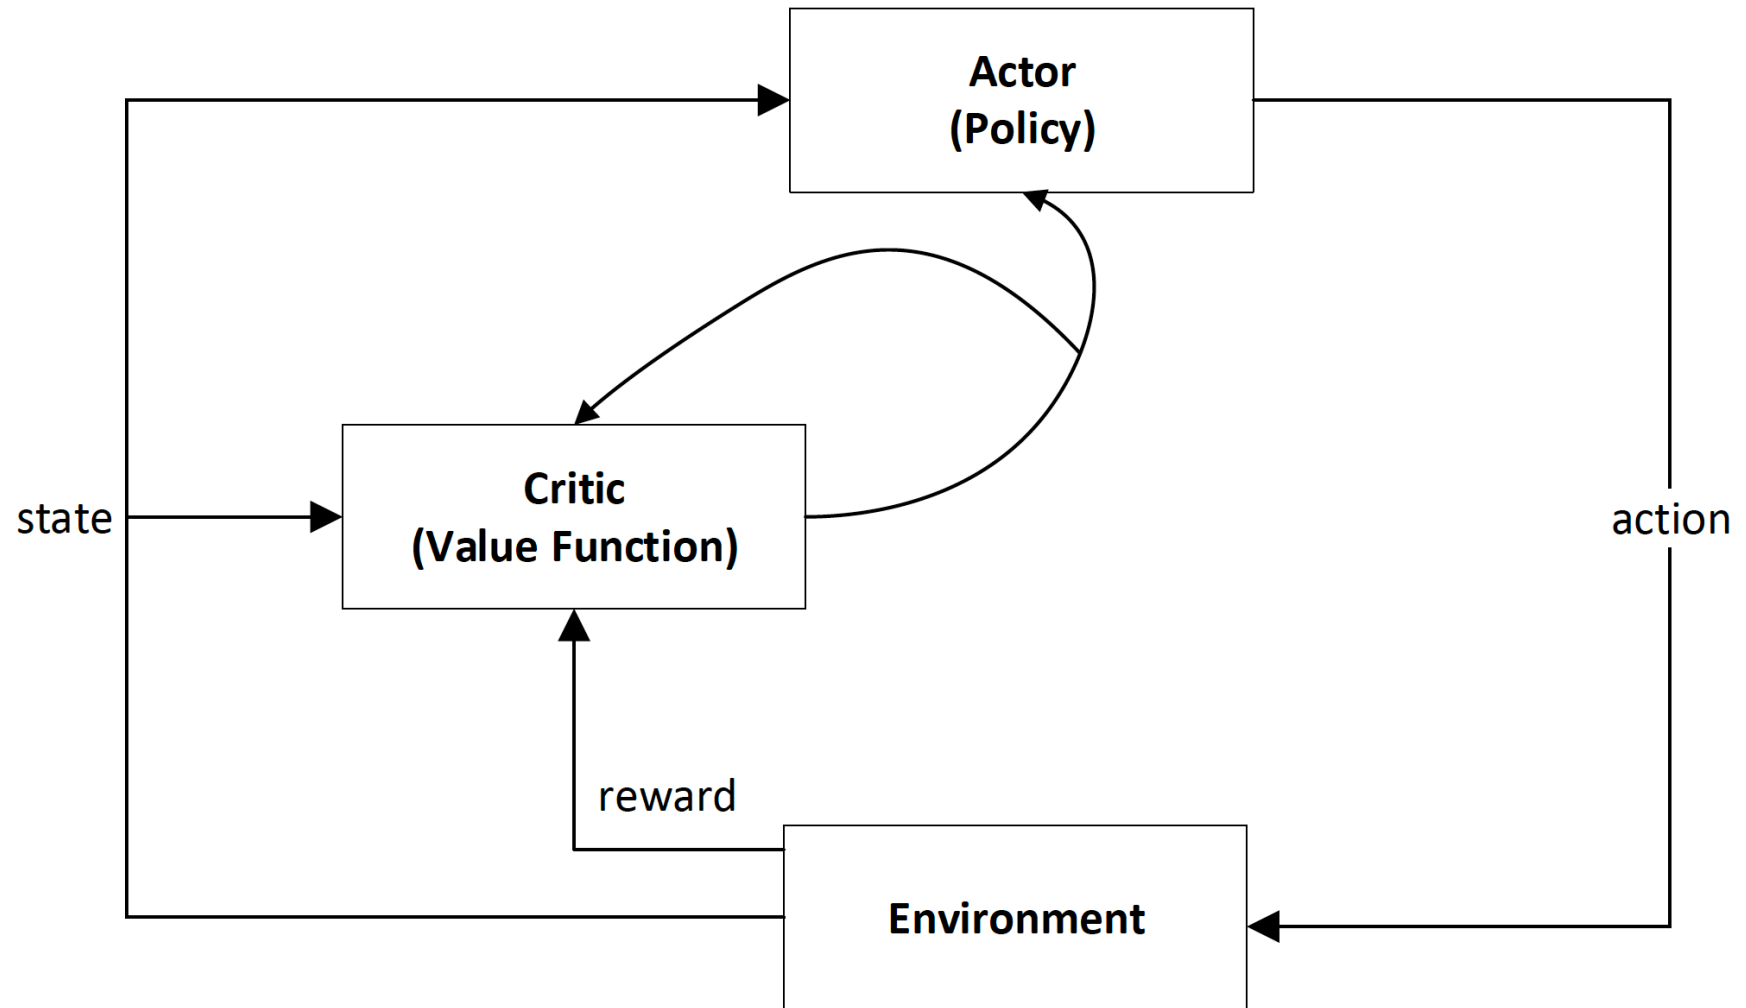 Actor
(Policy)
Critic
(Value Function)
state
action
reward
Environment